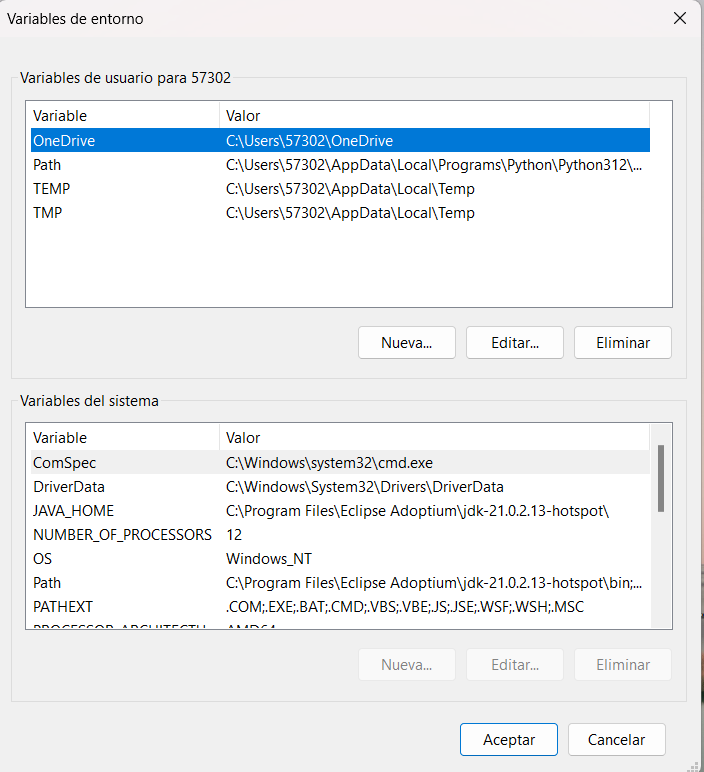 Variables de entorno
Variables de usuario para 57302
Variable Valor
OneDrive C:\Users\57302\OneDrive
Path C:\Users\57302\AppData\Local\Programs\Python\Python312\...
TEMP C:\Users\57302\AppData\Local\Temp
TMP C:\Users\57302\AppData\Local\Temp
Nueva... Editar... Eliminar
Variables del sistema
Variable Valor
ComSpec C:\Windows\system32\cmd.exe
DriverData C:\Windows\System32\Drivers\DriverData
JAVA_HOME C:\Program Files\Eclipse Adoptium\jdk-21.0.2.13-hotspot\
NUMBER_OF_PROCESSORS 12
OS Windows_NT
Path C:\Program Files\Eclipse Adoptium\jdk-21.0.2.13-hotspot\bin;...
PATHEXT .COM;.EXE;.BAT;.CMD;.VBS;.VBE;.JS;.JSE;.WSF;.WSH;.MSC
PROCESSOR_ARCHITECTU AMD64
Nueva... Editar... Eliminar
Aceptar Cancelar